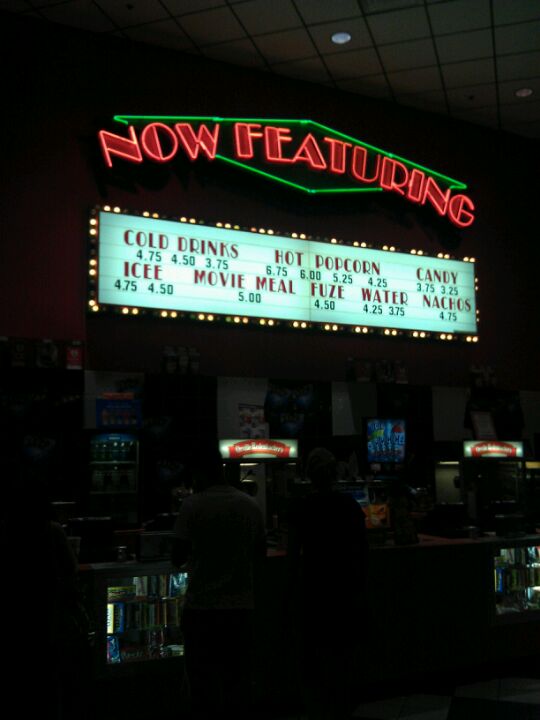 NOW FEATURING
COLD DRINKS HOT POPCORN CANDY
4.75 4.50 3.75 6.75 6.00 5.25 4.25 3.75 3.25
ICEE MOVIE MEAL FUZE WATER NACHOS
4.75 4.50 5.00 4.50 4.25 3.75 4.75
Orville Redenbacher's